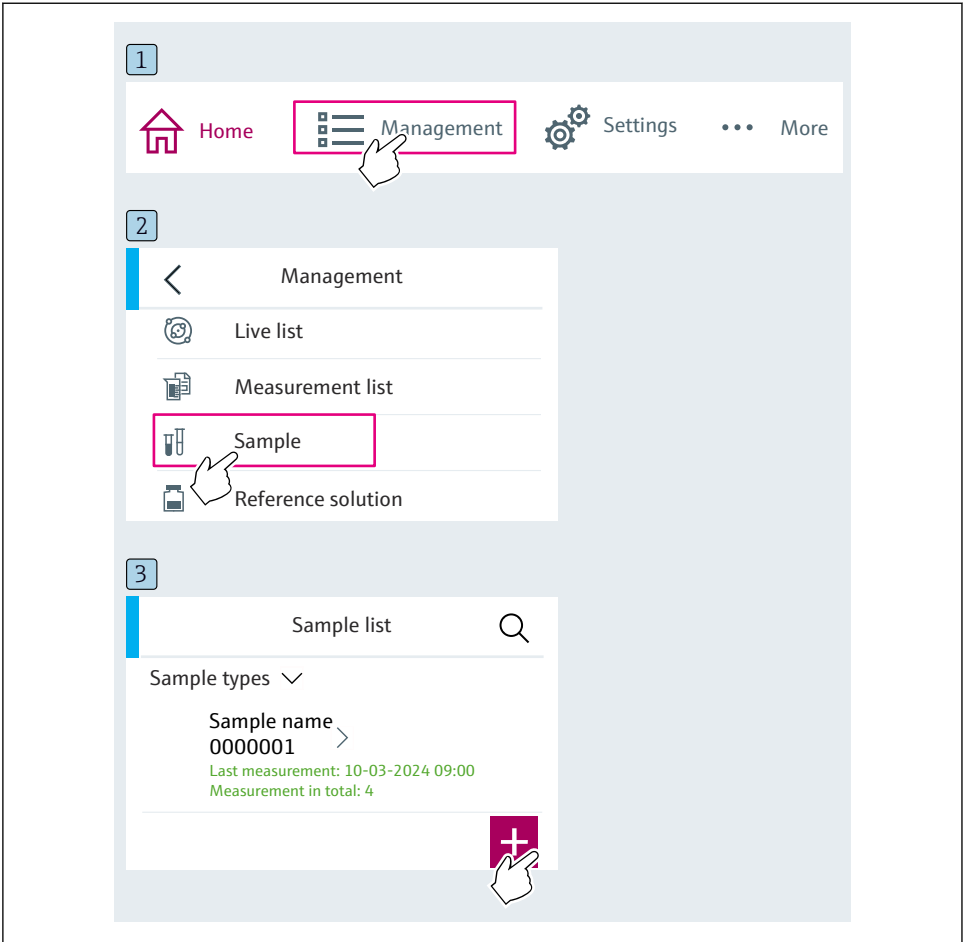 1
Home Management Settings ••• More
2
Management
Live list
Measurement list
Sample
Reference solution
3
Sample list
Sample types
Sample name
0000001
Last measurement: 10-03-2024 09:00
Measurement in total: 4
+